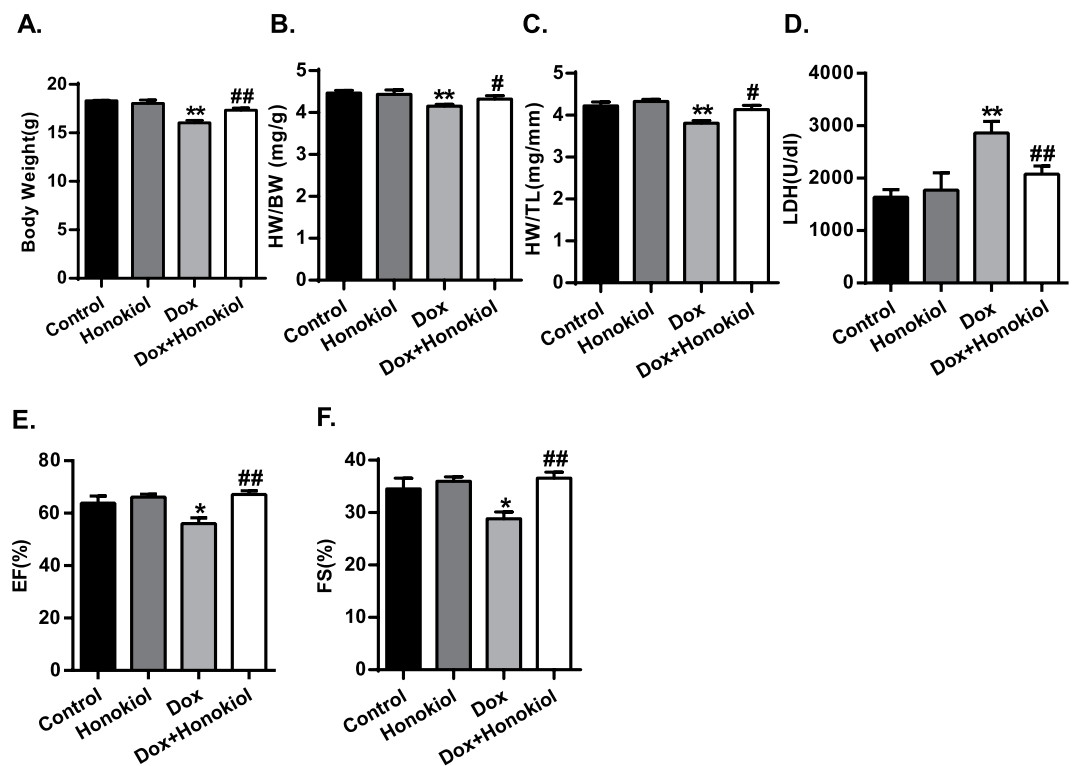 A.
Body Weight(g)
20
15
10
5
0
**
##
Control
Honokiol
Dox
Dox+Honokiol
B.
HW/BW (mg/g)
5
4
3
2
1
0
**
#
Control
Honokiol
Dox
Dox+Honokiol
C.
HW/TL(mg/mm)
5
4
3
2
1
0
**
#
Control
Honokiol
Dox
Dox+Honokiol
D.
LDH(U/dl)
4000
3000
2000
1000
0
**
##
Control
Honokiol
Dox
Dox+Honokiol
E.
EF(%)
80
60
40
20
0
*
##
Control
Honokiol
Dox
Dox+Honokiol
F.
FS(%)
40
30
20
10
0
*
##
Control
Honokiol
Dox
Dox+Honokiol